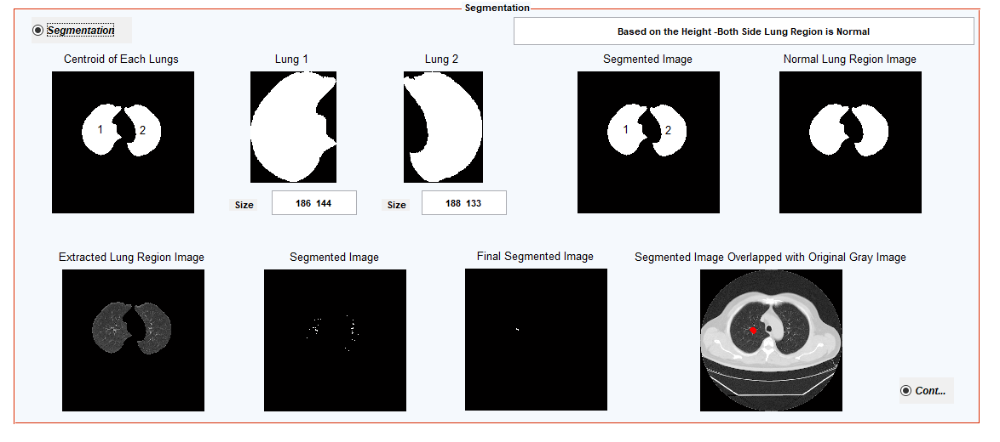 Segmentation
Segmentation
Based on the Height -Both Side Lung Region is Normal
Centroid of Each Lungs
Lung 1
Lung 2
Segmented Image
Normal Lung Region Image
1 2
1 2
Size
186 144
Size
188 133
Extracted Lung Region Image
Segmented Image
Final Segmented Image
Segmented Image Overlapped with Original Gray Image
Cont...